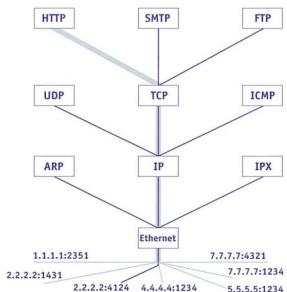 HTTP SMTP FTP
UDP TCP ICMP
ARP IP IPX
Ethernet
1.1.1.1:2351 7.7.7.7:4321
2.2.2.2:1431 7.7.7.7:1234
2.2.2.2:4124 4.4.4.4:1234 5.5.5.5:1234